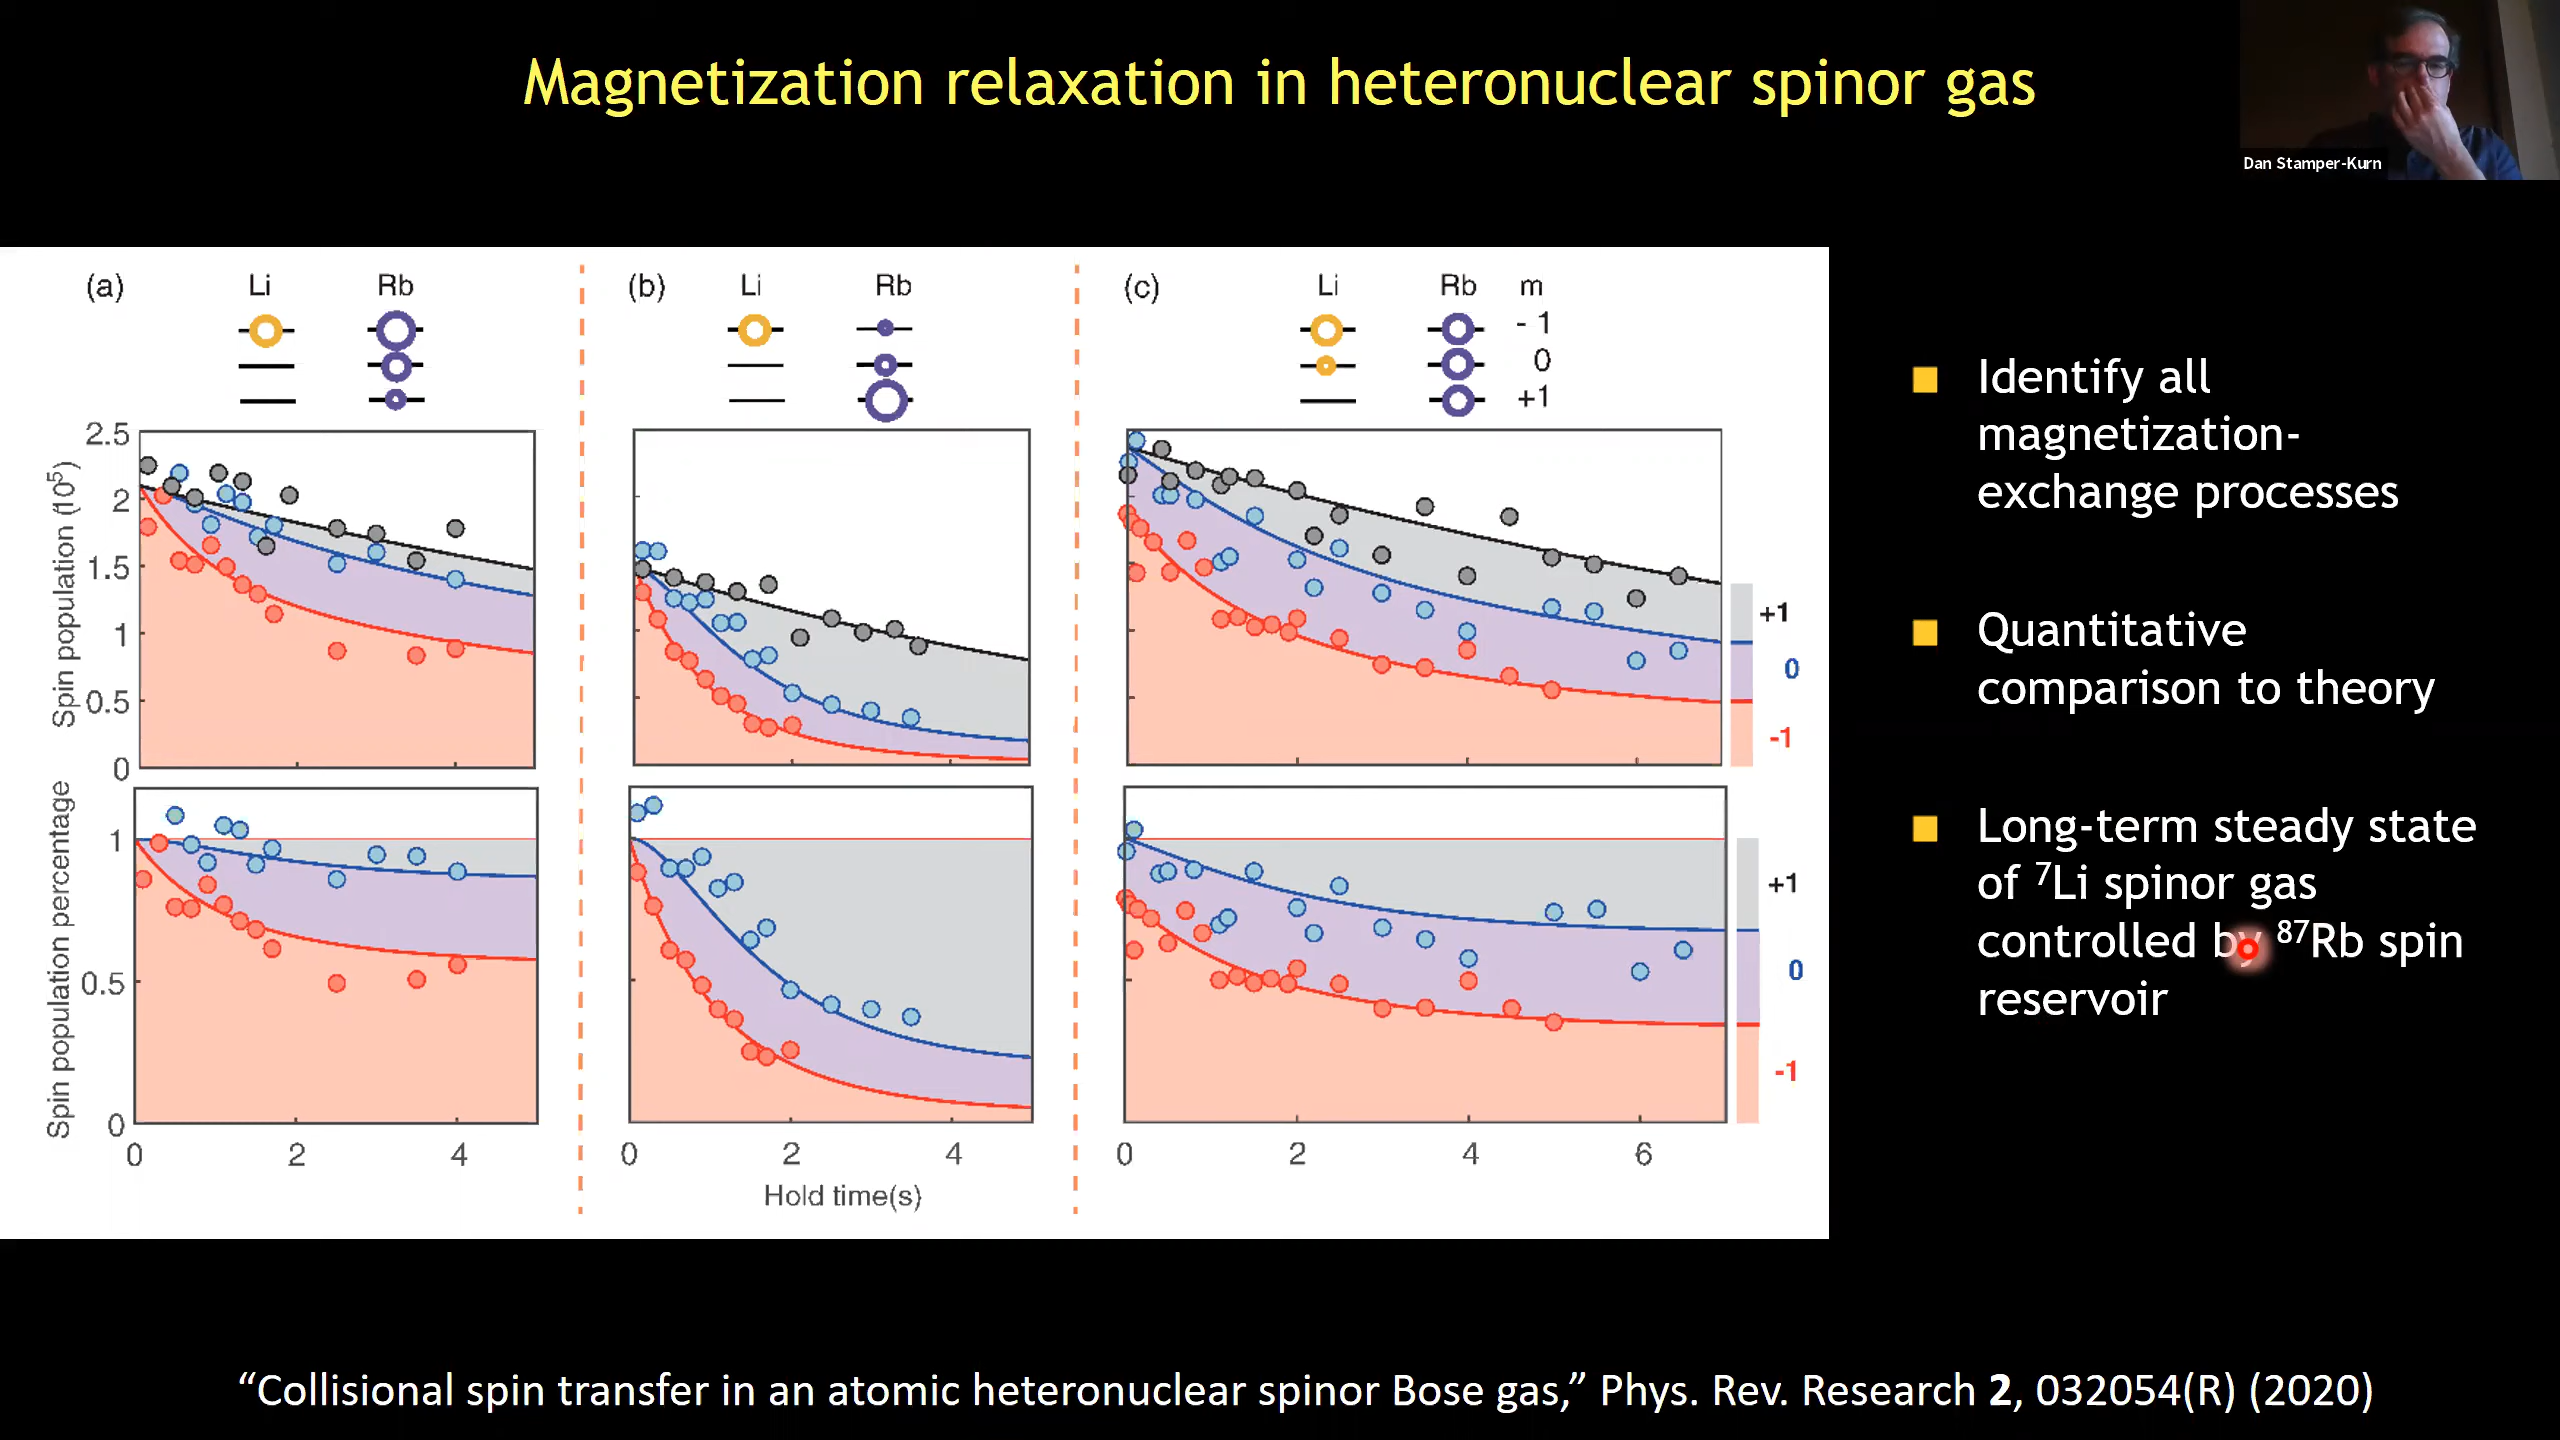 Magnetization relaxation in heteronuclear spinor gas
Dan Stamper-Kurn
(a) Li Rb
(b) Li Rb
(c) Li Rb m
- 1
0
+1
Spin population (10⁵)
2.5
2
1.5
1
0.5
0
+1
0
-1
Spin population percentage
1
0.5
0
+1
0
-1
0 2 4
0 2 4
0 2 4 6
Hold time(s)
Identify all
magnetization-
exchange processes
Quantitative
comparison to theory
Long-term steady state
of ⁷Li spinor gas
controlled by ⁸⁷Rb spin
reservoir
“Collisional spin transfer in an atomic heteronuclear spinor Bose gas,” Phys. Rev. Research 2, 032054(R) (2020)